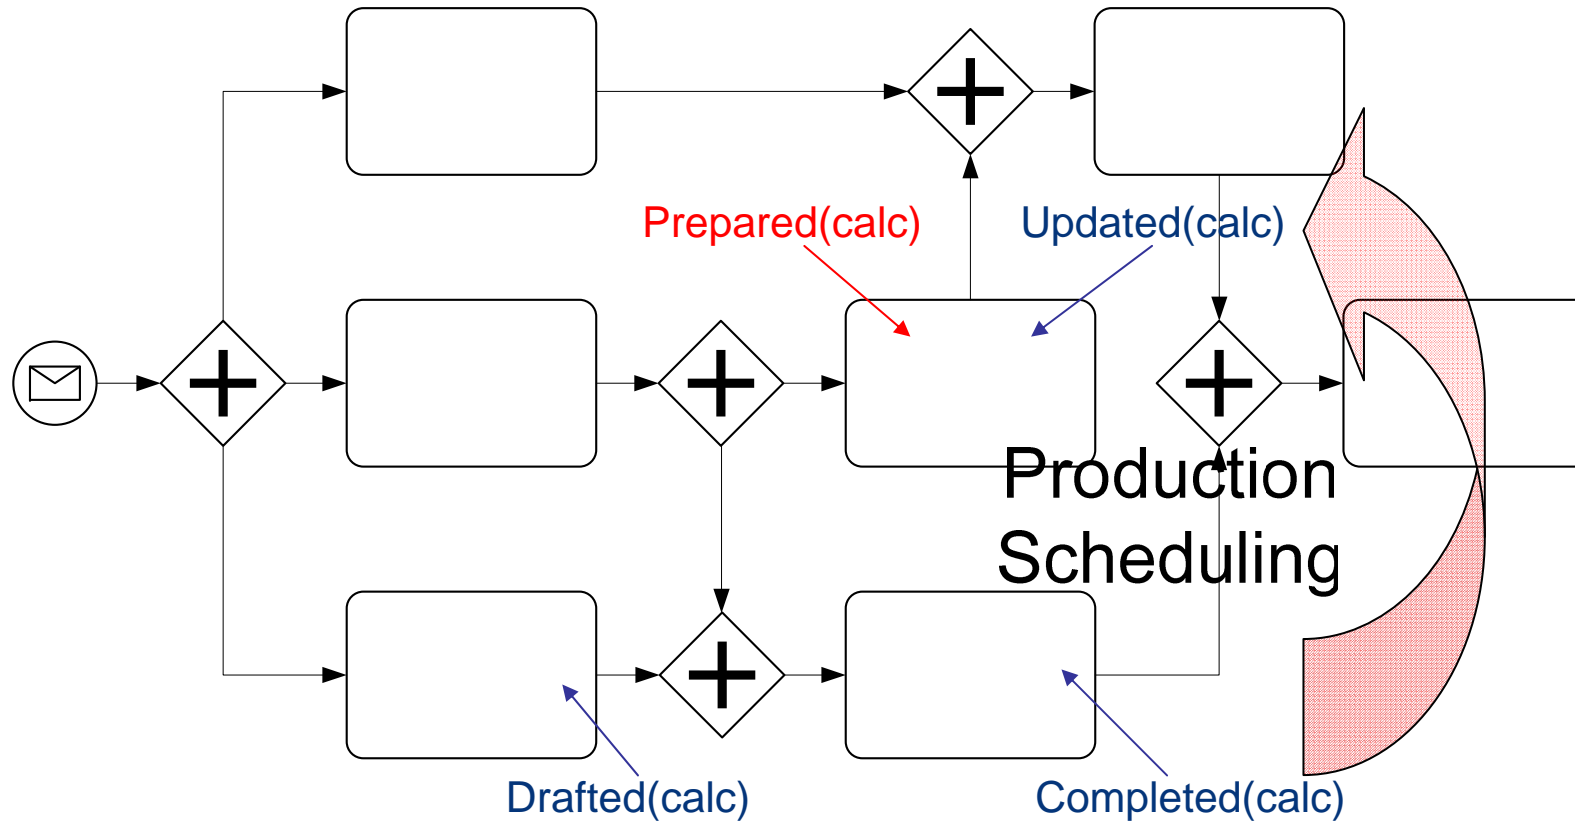 Prepared(calc)
Updated(calc)
Production
Scheduling
Drafted(calc)
Completed(calc)